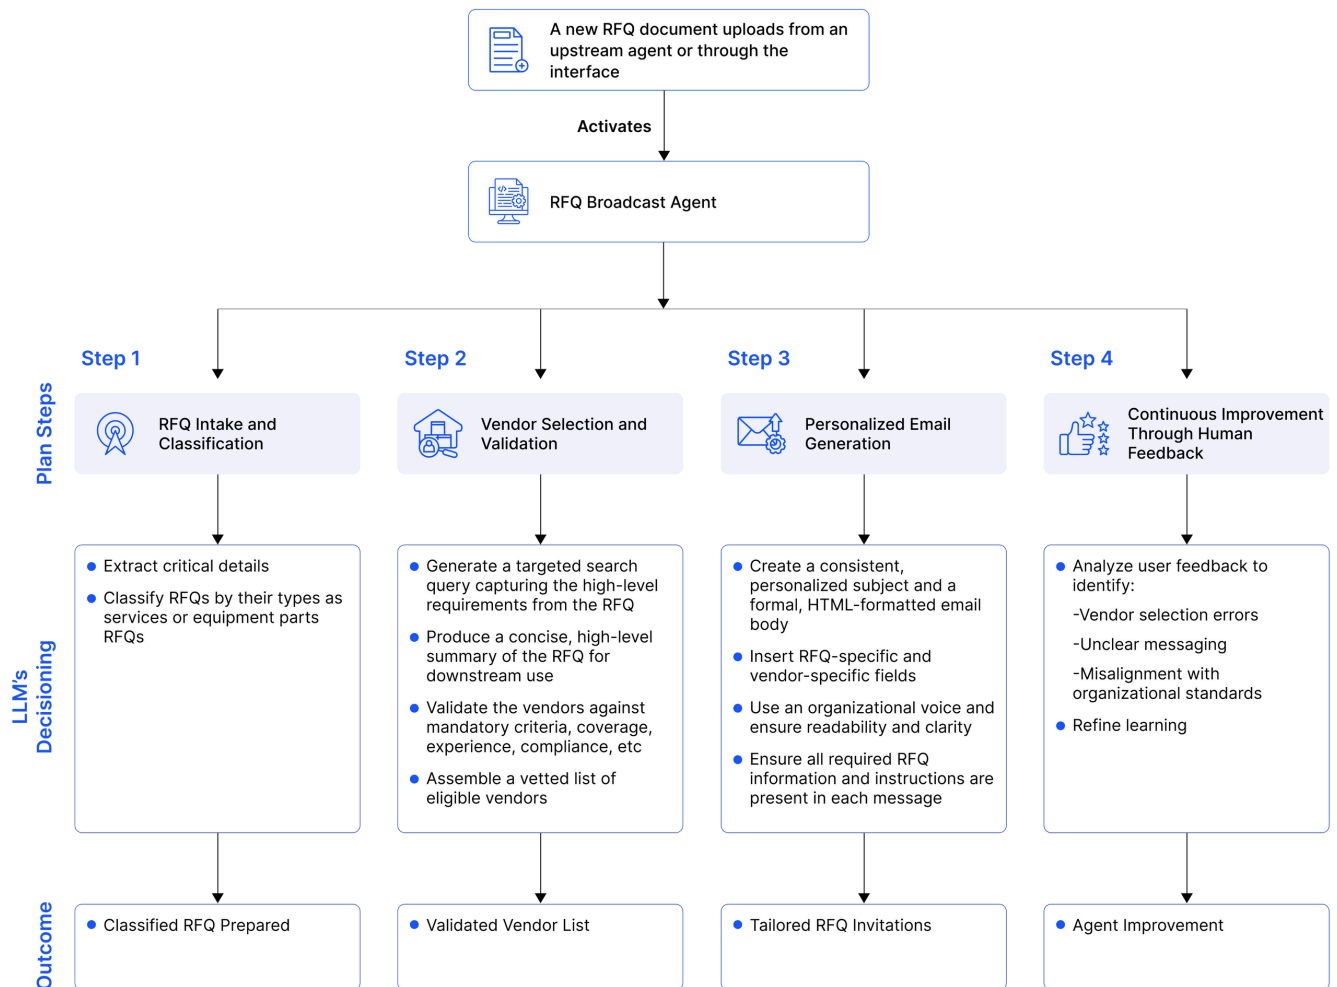 A new RFQ document uploads from an
upstream agent or through the
interface
Activates
RFQ Broadcast Agent
Plan Steps
Step 1
RFQ Intake and
Classification
Step 2
Vendor Selection and
Validation
Step 3
Personalized Email
Generation
Step 4
Continuous Improvement
Through Human
Feedback
LLM's
Decisioning
Extract critical details
Classify RFQs by their types as
services or equipment parts
RFQs
Generate a targeted search
query capturing the high-level
requirements from the RFQ
Produce a concise, high-level
summary of the RFQ for
downstream use
Validate the vendors against
mandatory criteria, coverage,
experience, compliance, etc
Assemble a vetted list of
eligible vendors
Create a consistent,
personalized subject and a
formal, HTML-formatted email
body
Insert RFQ-specific and
vendor-specific fields
Use an organizational voice and
ensure readability and clarity
Ensure all required RFQ
information and instructions are
present in each message
Analyze user feedback to
identify:
-Vendor selection errors
-Unclear messaging
-Misalignment with
organizational standards
Refine learning
Outcome
Classified RFQ Prepared
Validated Vendor List
Tailored RFQ Invitations
Agent Improvement